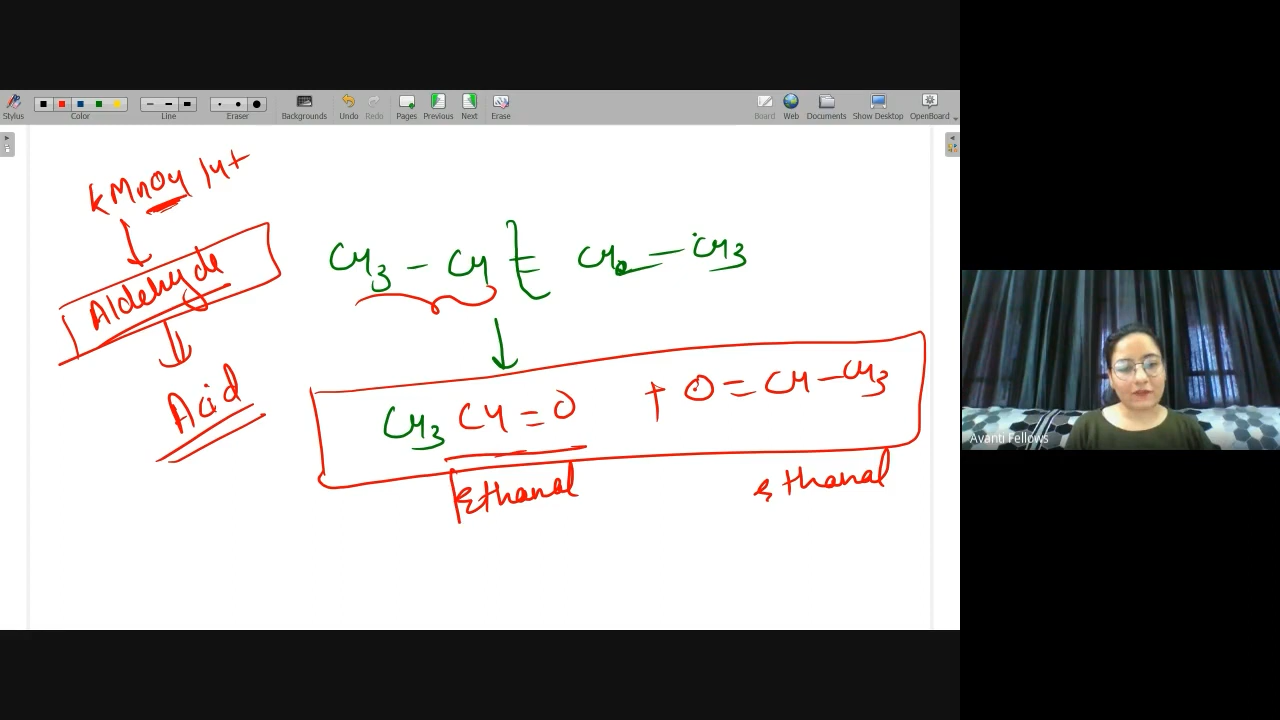 Stylus Color Line Eraser Backgrounds Undo Redo Pages Previous Next Erase Board Web Documents Show Desktop OpenBoard
KMnO4/H+
Aldehyde
Acid
CH3 - CH = CH - CH3
CH3 CH = O + O = CH - CH3
Ethanal Ethanal
Avanti Fellows